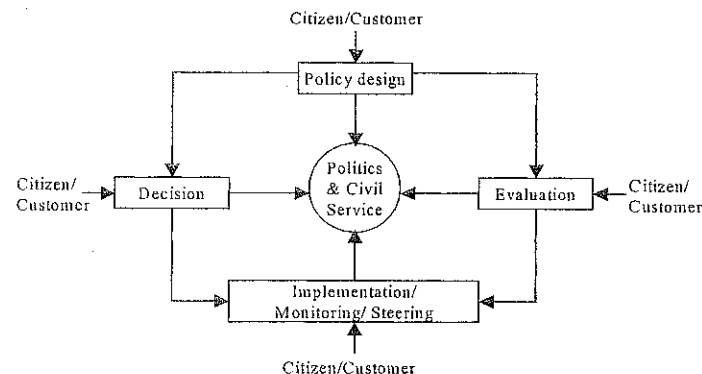 Citizen/Customer
Policy design
Politics
& Civil
Service
Citizen/
Customer
Decision
Evaluation
Citizen/
Customer
Implementation/
Monitoring/ Steering
Citizen/Customer